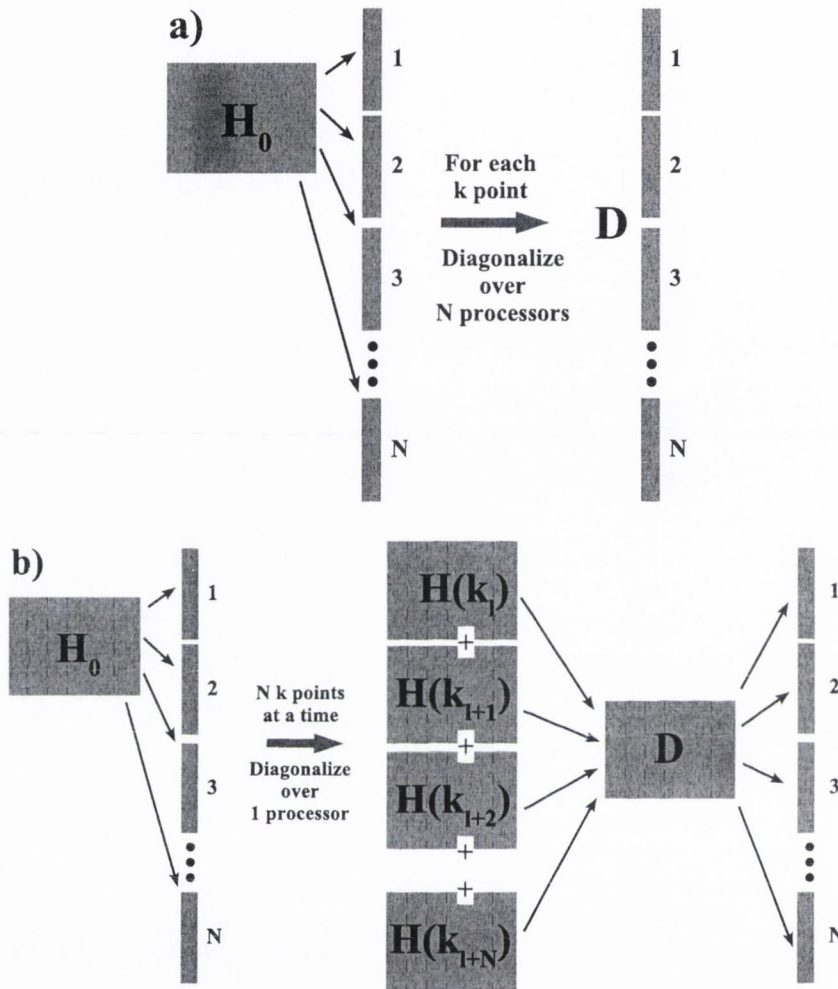 a)
H₀
1
2
3
N
For each
k point
Diagonalize
over
N processors
D
1
2
3
N
b)
H₀
1
2
3
N
N k points
at a time
Diagonalize
over
1 processor
H(kₗ)
+
H(kₗ₊₁)
+
H(kₗ₊₂)
+
+
H(kₗ₊N)
D
1
2
3
N